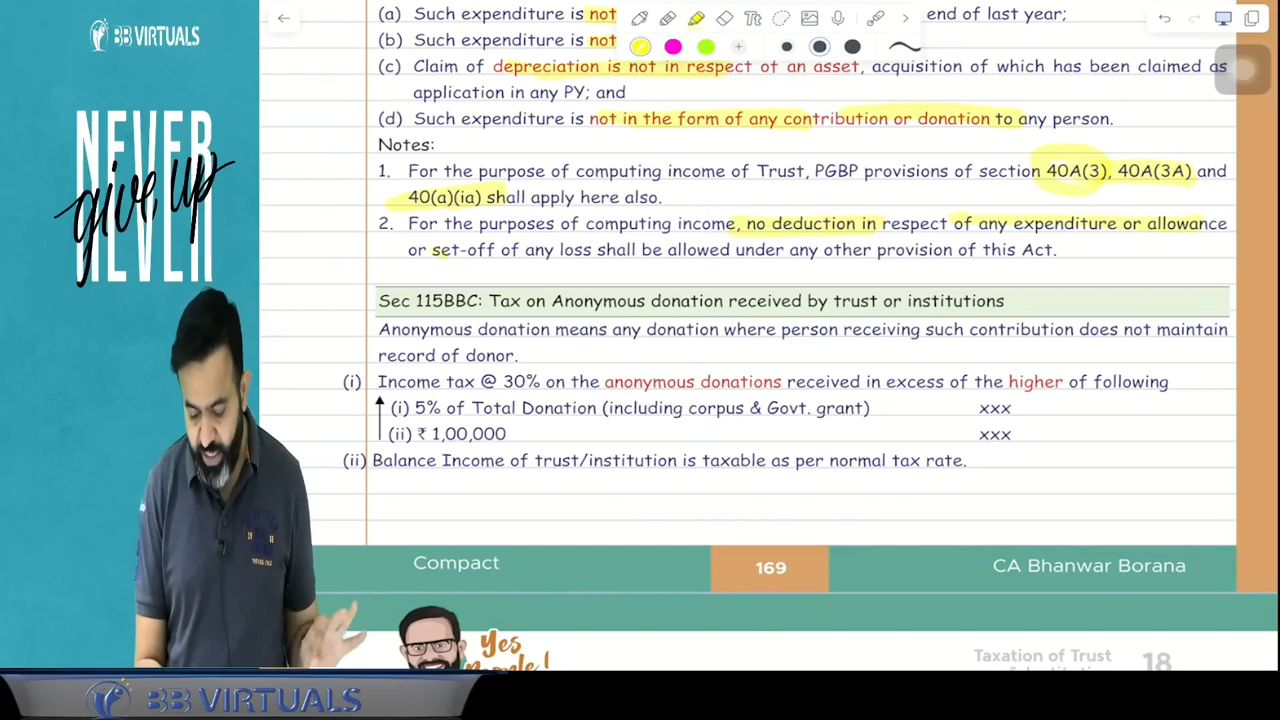 BB VIRTUALS
NEVER
give up
NEVER
(a) Such expenditure is not
end of last year;
(b) Such expenditure is not
(c) Claim of depreciation is not in respect of an asset, acquisition of which has been claimed as
application in any PY; and
(d) Such expenditure is not in the form of any contribution or donation to any person.
Notes:
1. For the purpose of computing income of Trust, PGBP provisions of section 40A(3), 40A(3A) and
40(a)(ia) shall apply here also.
2. For the purposes of computing income, no deduction in respect of any expenditure or allowance
or set-off of any loss shall be allowed under any other provision of this Act.
Sec 115BBC: Tax on Anonymous donation received by trust or institutions
Anonymous donation means any donation where person receiving such contribution does not maintain
record of donor.
(i) Income tax @ 30% on the anonymous donations received in excess of the higher of following
(i) 5% of Total Donation (including corpus & Govt. grant) xxx
(ii) ₹ 1,00,000 xxx
(ii) Balance Income of trust/institution is taxable as per normal tax rate.
Compact
169
CA Bhanwar Borana
Yes
Taxation of Trust
18
BB VIRTUALS